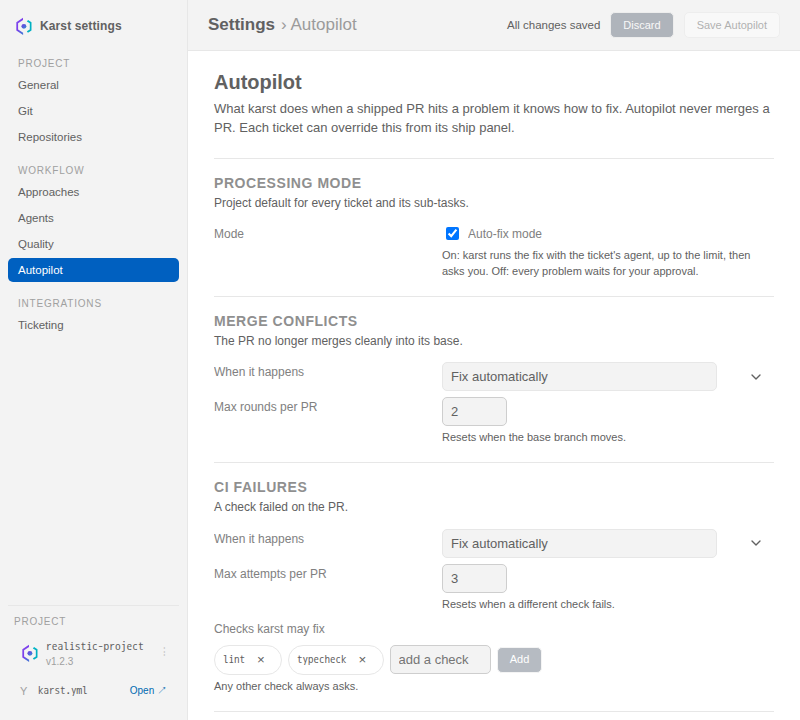 Karst settings
PROJECT
General
Git
Repositories
WORKFLOW
Approaches
Agents
Quality
Autopilot
INTEGRATIONS
Ticketing
PROJECT
realistic-project
v1.2.3
Y karst.yml Open ↗
Settings › Autopilot
All changes saved
Discard
Save Autopilot
Autopilot
What karst does when a shipped PR hits a problem it knows how to fix. Autopilot never merges a
PR. Each ticket can override this from its ship panel.
PROCESSING MODE
Project default for every ticket and its sub-tasks.
Mode
Auto-fix mode
On: karst runs the fix with the ticket's agent, up to the limit, then
asks you. Off: every problem waits for your approval.
MERGE CONFLICTS
The PR no longer merges cleanly into its base.
When it happens
Fix automatically
Max rounds per PR
2
Resets when the base branch moves.
CI FAILURES
A check failed on the PR.
When it happens
Fix automatically
Max attempts per PR
3
Resets when a different check fails.
Checks karst may fix
lint × typecheck × add a check Add
Any other check always asks.